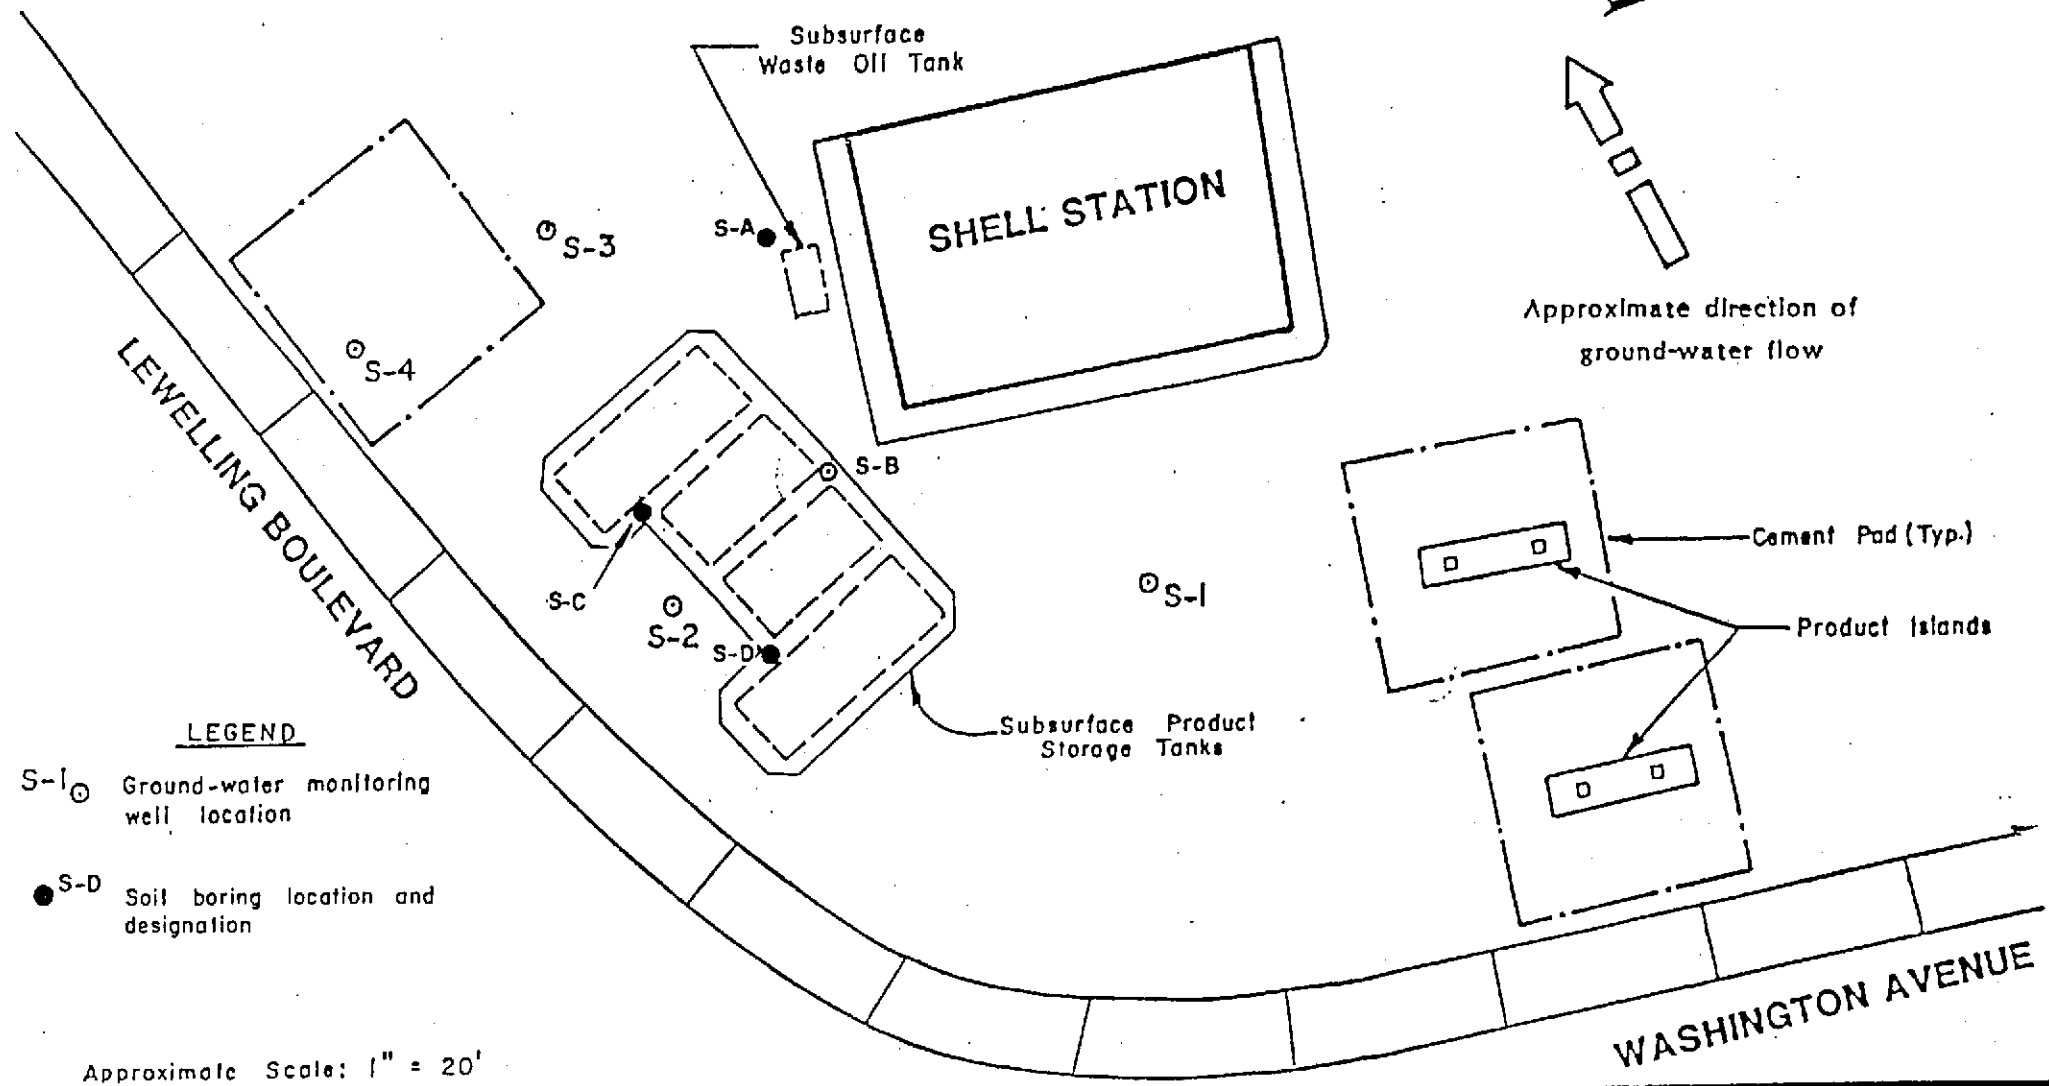 Subsurface
Waste Oil Tank
SHELL STATION
S-A
S-3
S-4
Approximate direction of
ground-water flow
S-B
S-C
S-2
S-D
S-1
Cement Pad (Typ.)
Product Islands
Subsurface Product
Storage Tanks
LEWELLING BOULEVARD
WASHINGTON AVENUE
LEGEND
S-1 Ground-water monitoring
well location
S-D Soil boring location and
designation
Approximate Scale: 1" = 20'